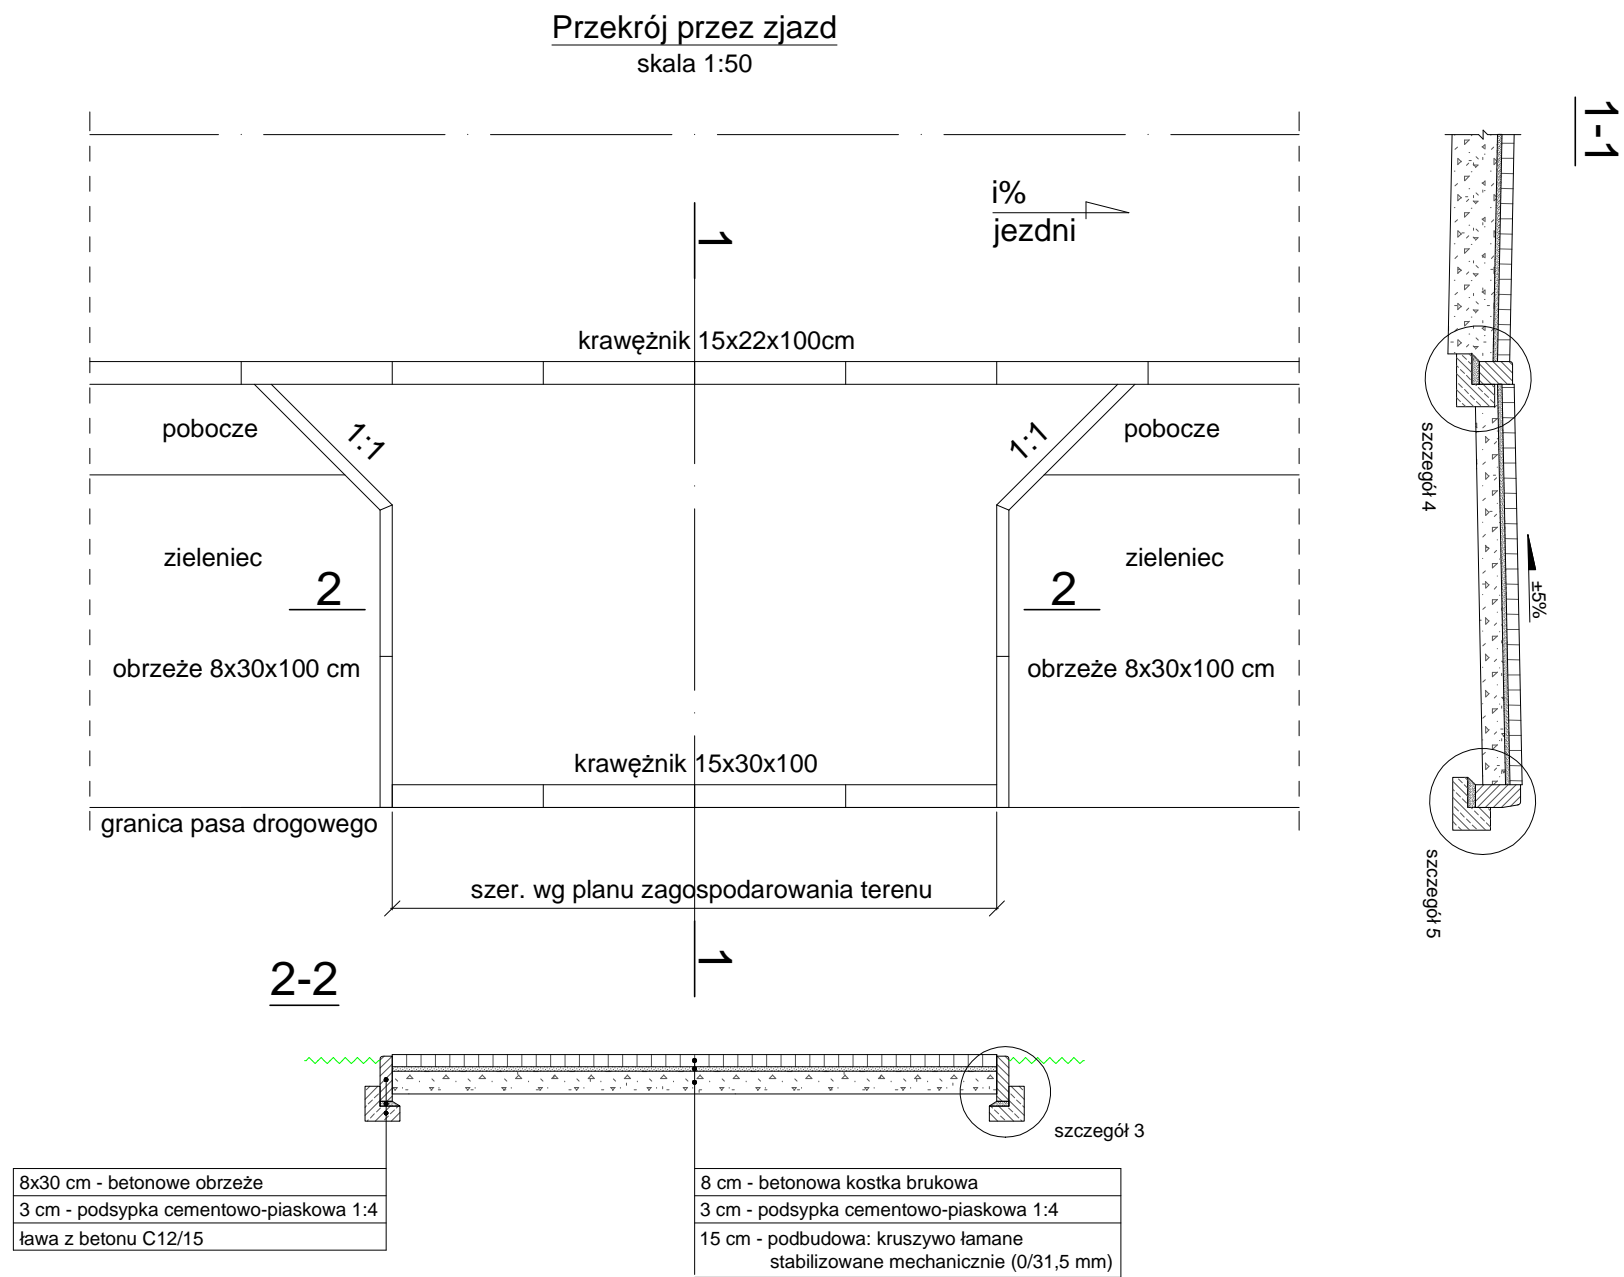 Przekrój przez zjazd
skala 1:50
1-1
i%
jezdni
1
krawężnik 15x22x100cm
pobocze
1:1
1:1
pobocze
szczegół 4
zieleniec
zieleniec
2
2
±5%
obrzeże 8x30x100 cm
obrzeże 8x30x100 cm
krawężnik 15x30x100
granica pasa drogowego
szczegół 5
szer. wg planu zagospodarowania terenu
1
2-2
szczegół 3
8x30 cm - betonowe obrzeże
3 cm - podsypka cementowo-piaskowa 1:4
ława z betonu C12/15
8 cm - betonowa kostka brukowa
3 cm - podsypka cementowo-piaskowa 1:4
15 cm - podbudowa: kruszywo łamane
stabilizowane mechanicznie (0/31,5 mm)